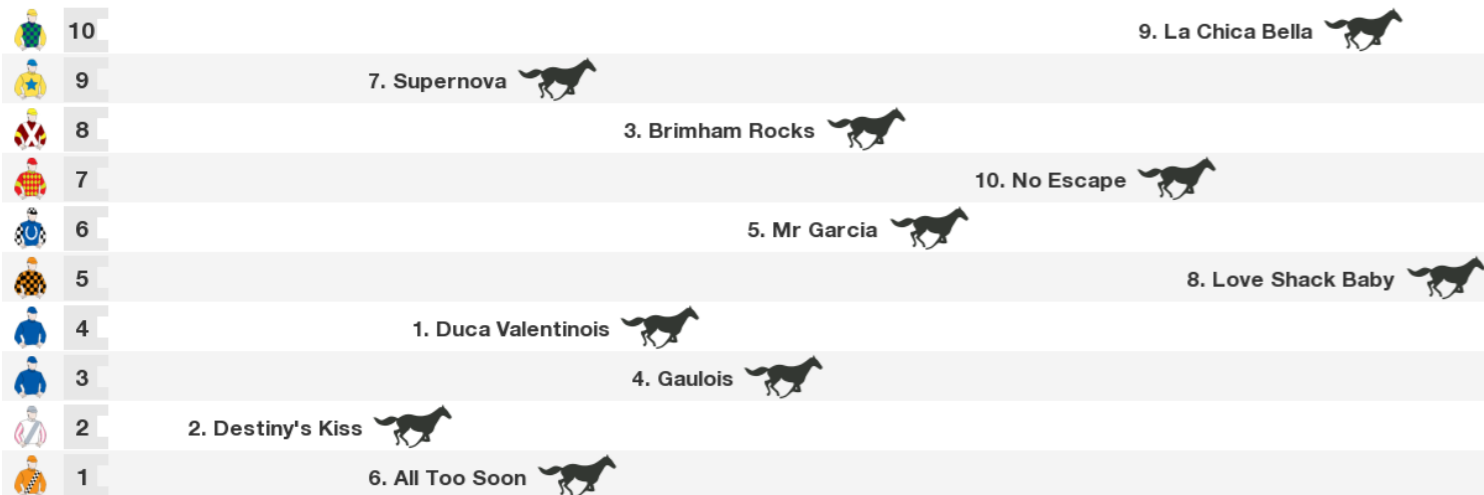 10 9. La Chica Bella
9 7. Supernova
8 3. Brimham Rocks
7 10. No Escape
6 5. Mr Garcia
5 8. Love Shack Baby
4 1. Duca Valentinois
3 4. Gaulois
2 2. Destiny's Kiss
1 6. All Too Soon